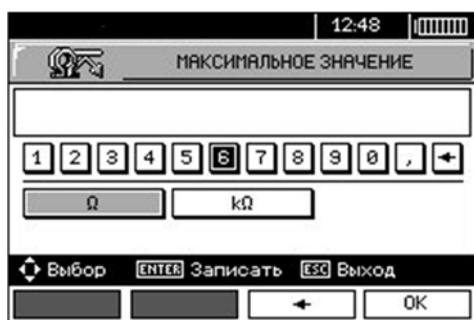 12:48
МАКСИМАЛЬНОЕ ЗНАЧЕНИЕ
1 2 3 4 5 6 7 8 9 0 , ←
Ω kΩ
Выбор ENTER Записать ESC Выход
← OK